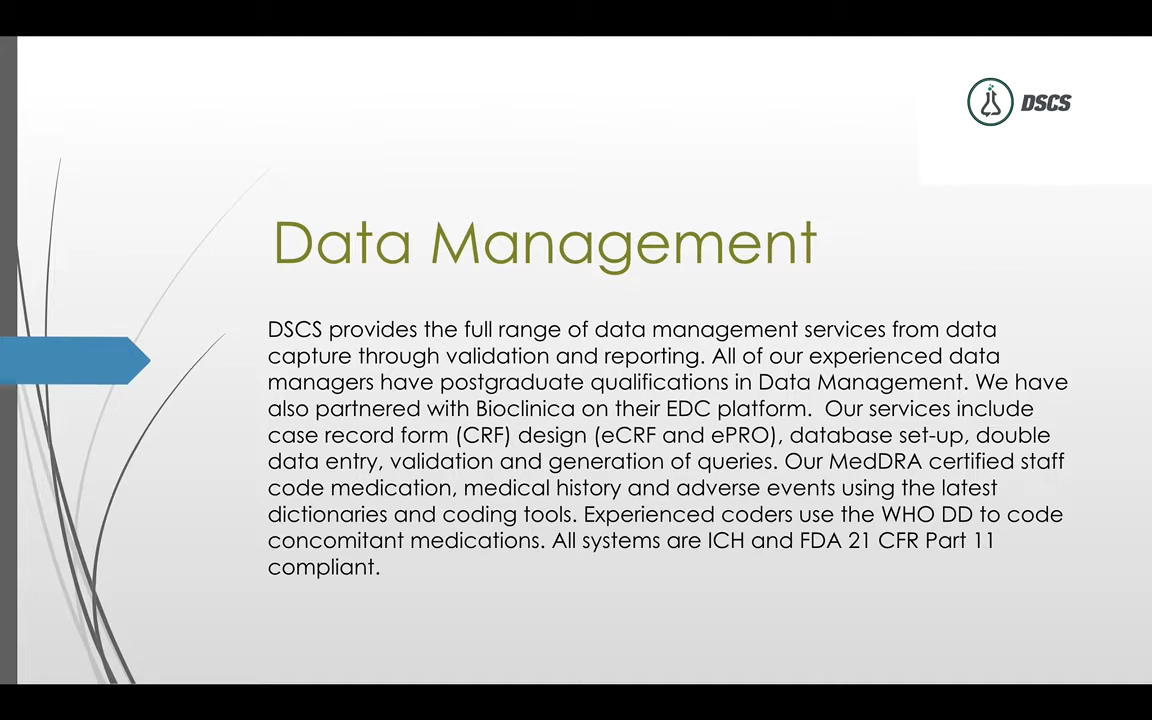 DSCS
Data Management
DSCS provides the full range of data management services from data
capture through validation and reporting. All of our experienced data
managers have postgraduate qualifications in Data Management. We have
also partnered with Bioclinica on their EDC platform.  Our services include
case record form (CRF) design (eCRF and ePRO), database set-up, double
data entry, validation and generation of queries. Our MedDRA certified staff
code medication, medical history and adverse events using the latest
dictionaries and coding tools. Experienced coders use the WHO DD to code
concomitant medications. All systems are ICH and FDA 21 CFR Part 11
compliant.